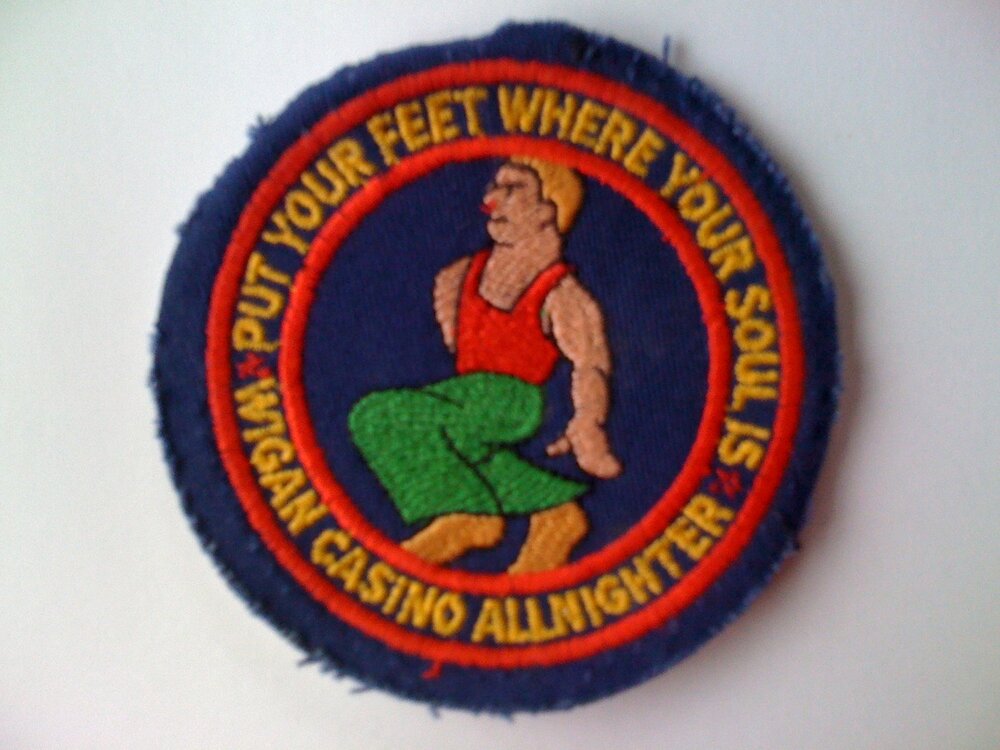 PUT YOUR FEET WHERE YOUR SOUL IS
WIGAN CASINO ALLNIGHTER